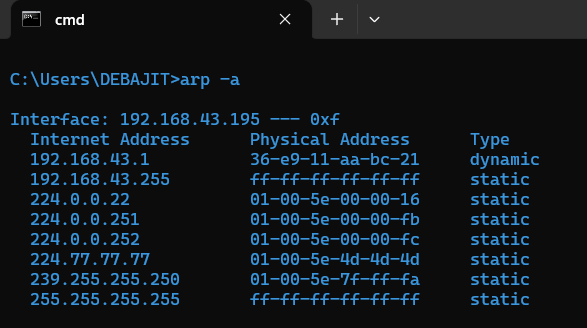 cmd
C:\Users\DEBAJIT>arp -a
Interface: 192.168.43.195 --- 0xf
Internet Address Physical Address Type
192.168.43.1 36-e9-11-aa-bc-21 dynamic
192.168.43.255 ff-ff-ff-ff-ff-ff static
224.0.0.22 01-00-5e-00-00-16 static
224.0.0.251 01-00-5e-00-00-fb static
224.0.0.252 01-00-5e-00-00-fc static
224.77.77.77 01-00-5e-4d-4d-4d static
239.255.255.250 01-00-5e-7f-ff-fa static
255.255.255.255 ff-ff-ff-ff-ff-ff static